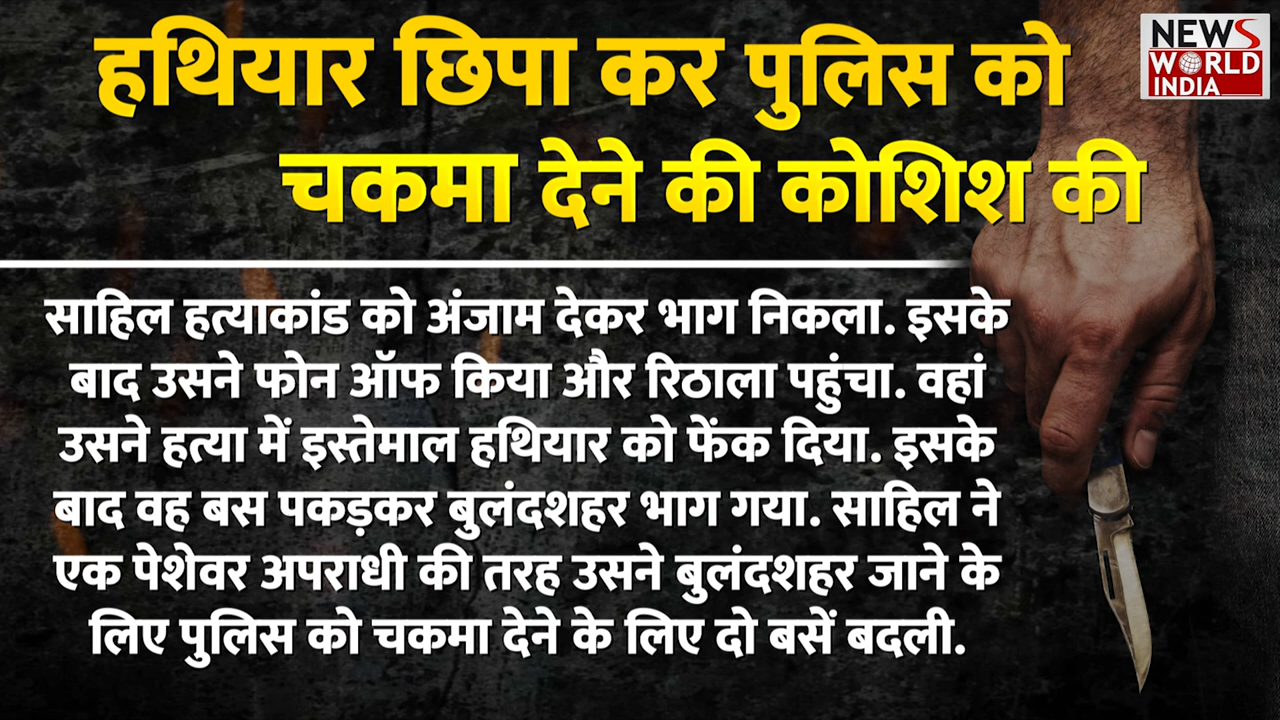 हथियार छिपा कर पुलिस को
चकमा देने की कोशिश की
NEWS
WORLD
INDIA
साहिल हत्याकांड को अंजाम देकर भाग निकला. इसके
बाद उसने फोन ऑफ किया और रिठाला पहुंचा. वहां
उसने हत्या में इस्तेमाल हथियार को फेंक दिया. इसके
बाद वह बस पकड़कर बुलंदशहर भाग गया. साहिल ने
एक पेशेवर अपराधी की तरह उसने बुलंदशहर जाने के
लिए पुलिस को चकमा देने के लिए दो बसें बदली.